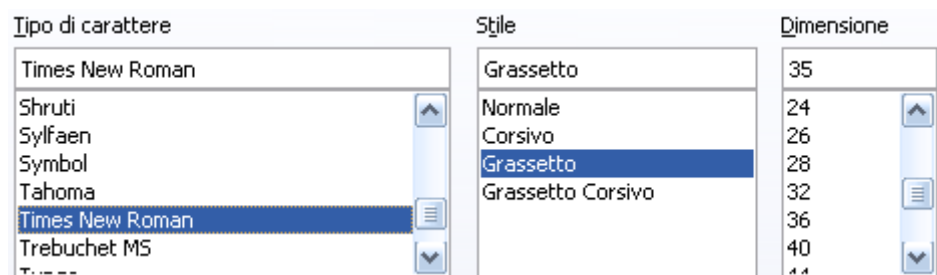 Tipo di carattere
Times New Roman
Shruti
Sylfaen
Symbol
Tahoma
Times New Roman
Trebuchet MS
Stile
Grassetto
Normale
Corsivo
Grassetto
Grassetto Corsivo
Dimensione
35
24
26
28
32
36
40